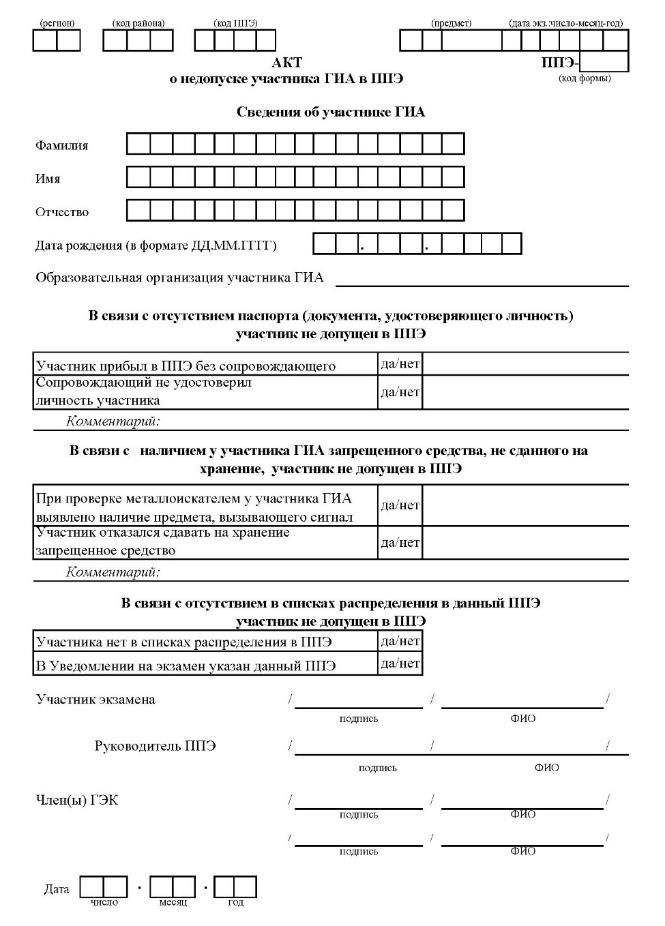 (регион) (код района) (код ППЭ) (предмет) (дата экз.:число-месяц-год)
АКТ ППЭ-
о недопуске участника ГИА в ППЭ (код формы)
Сведения об участнике ГИА
Фамилия
Имя
Отчество
Дата рождения (в формате ДД.ММ.ГГГГ) . .
Образовательная организация участника ГИА
В связи с отсутствием паспорта (документа, удостоверяющего личность)
участник не допущен в ППЭ
Участник прибыл в ППЭ без сопровождающего да/нет
Сопровождающий не удостоверил
личность участника да/нет
Комментарий:
В связи с наличием у участника ГИА запрещенного средства, не сданного на
хранение, участник не допущен в ППЭ
При проверке металлоискателем у участника ГИА
выявлено наличие предмета, вызывающего сигнал да/нет
Участник отказался сдавать на хранение
запрещенное средство да/нет
Комментарий:
В связи с отсутствием в списках распределения в данный ППЭ
участник не допущен в ППЭ
Участника нет в списках распределения в ППЭ да/нет
В Уведомлении на экзамен указан данный ППЭ да/нет
Участник экзамена / / /
подпись ФИО
Руководитель ППЭ / / /
подпись ФИО
Член(ы) ГЭК / / /
подпись ФИО
/ / /
подпись ФИО
Дата . .
число месяц год